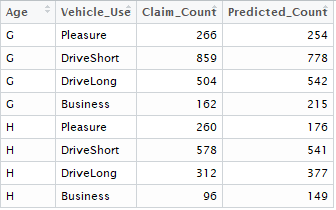 Age Vehicle_Use Claim_Count Predicted_Count
G Pleasure 266 254
G DriveShort 859 778
G DriveLong 504 542
G Business 162 215
H Pleasure 260 176
H DriveShort 578 541
H DriveLong 312 377
H Business 96 149